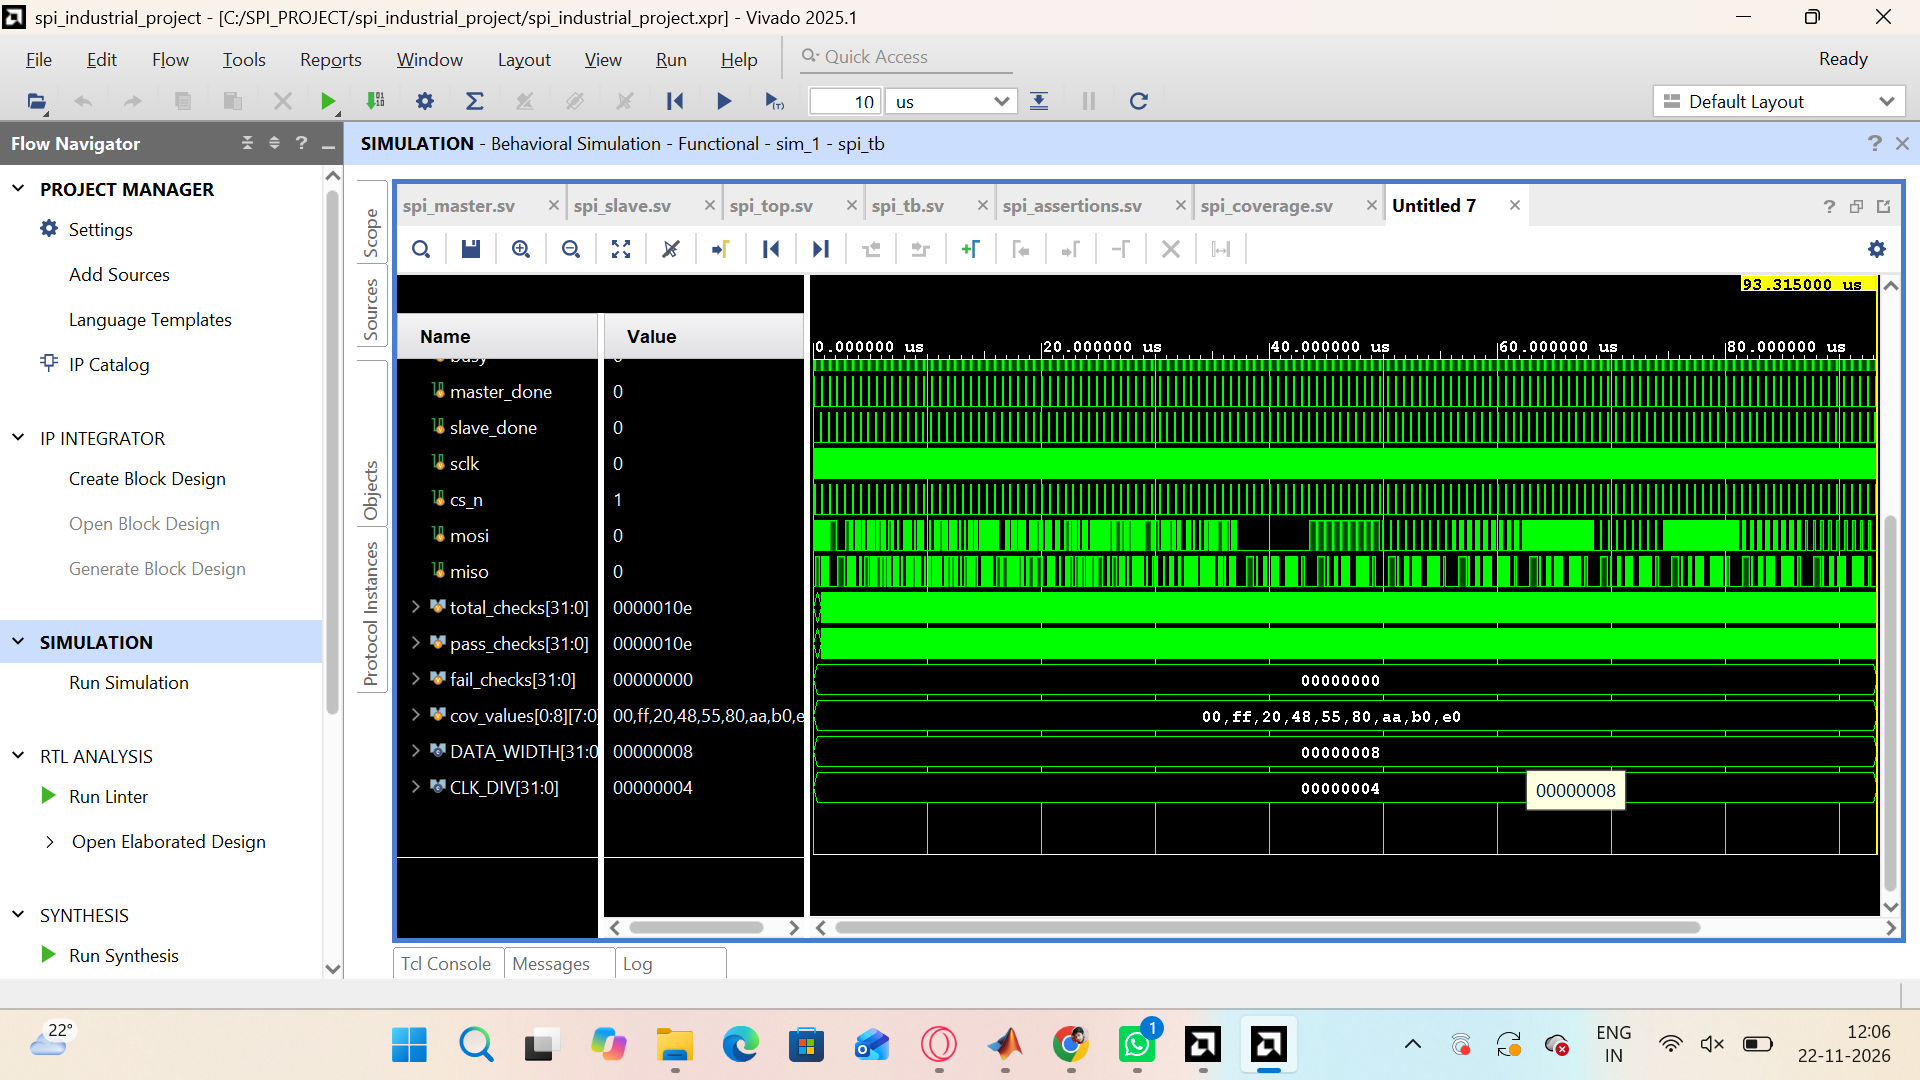 spi_industrial_project - [C:/SPI_PROJECT/spi_industrial_project/spi_industrial_project.xpr] - Vivado 2025.1
File Edit Flow Tools Reports Window Layout View Run Help Quick Access Ready
10 us Default Layout
Flow Navigator
SIMULATION - Behavioral Simulation - Functional - sim_1 - spi_tb
PROJECT MANAGER
Settings
Add Sources
Language Templates
IP Catalog
IP INTEGRATOR
Create Block Design
Open Block Design
Generate Block Design
SIMULATION
Run Simulation
RTL ANALYSIS
Run Linter
Open Elaborated Design
SYNTHESIS
Run Synthesis
Scope
Sources
Objects
Protocol Instances
spi_master.sv spi_slave.sv spi_top.sv spi_tb.sv spi_assertions.sv spi_coverage.sv Untitled 7
93.315000 us
Name Value
0.000000 us 20.000000 us 40.000000 us 60.000000 us 80.000000 us
master_done 0
slave_done 0
sclk 0
cs_n 1
mosi 0
miso 0
total_checks[31:0] 0000010e
pass_checks[31:0] 0000010e
fail_checks[31:0] 00000000 00000000
cov_values[0:8][7:0] 00,ff,20,48,55,80,aa,b0,e 00,ff,20,48,55,80,aa,b0,e0
DATA_WIDTH[31:0 00000008 00000008
CLK_DIV[31:0] 00000004 00000004
00000008
Tcl Console Messages Log
22°
1
ENG
IN
12:06
22-11-2026